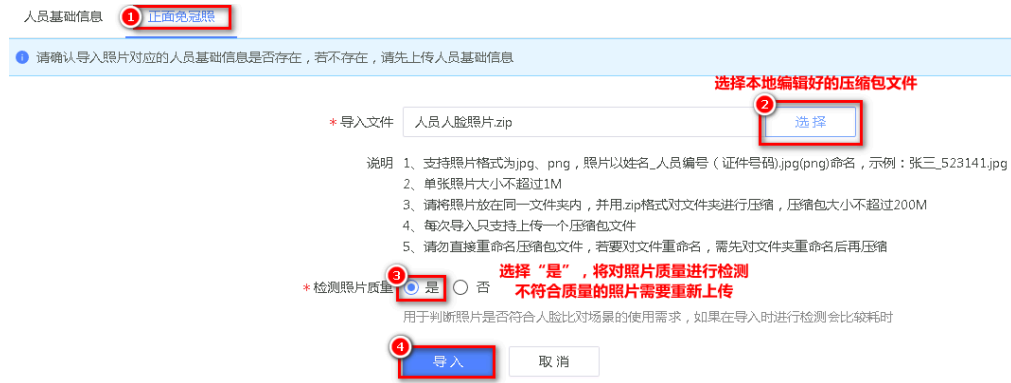 人员基础信息 1 正面免冠照
请确认导入照片对应的人员基础信息是否存在，若不存在，请先上传人员基础信息
选择本地编辑好的压缩包文件
2
*导入文件 人员人脸照片.zip 选择
说明 1、支持照片格式为jpg、png，照片以姓名_人员编号（证件号码).jpg(png)命名，示例：张三_523141.jpg
2、单张照片大小不超过1M
3、请将照片放在同一文件夹内，并用.zip格式对文件夹进行压缩，压缩包大小不超过200M
4、每次导入只支持上传一个压缩包文件
5、请勿直接重命名压缩包文件，若要对文件重命名，需先对文件夹重命名后再压缩
3 选择“是”，将对照片质量进行检测
*检测照片质量 是 否 不符合质量的照片需要重新上传
用于判断照片是否符合人脸比对场景的使用需求，如果在导入时进行检测会比较耗时
4 导入 取消